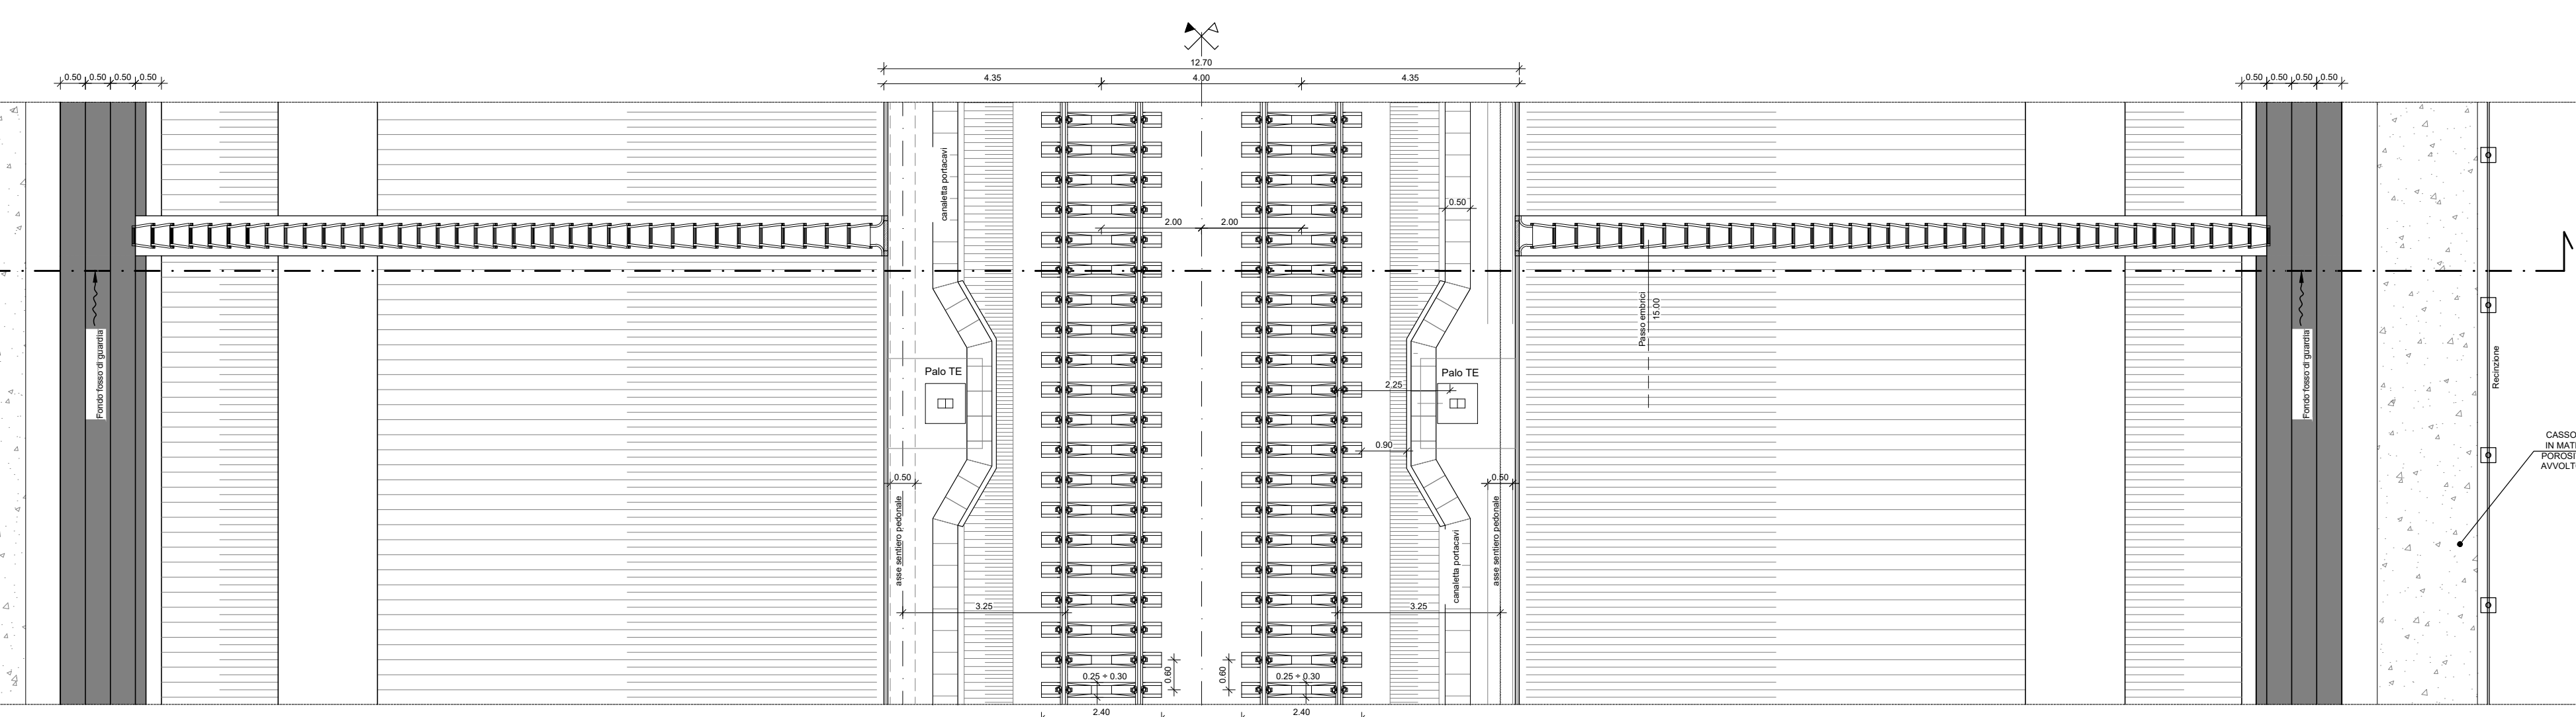 12.70
4.35
4.00
4.35
0.50
0.50
0.50
0.50
0.50
0.50
0.50
0.50
canaletta portacavi
0.50
2.00
2.00
Passo embrici
15.00
Fondo fosso di guardia
Palo TE
Palo TE
2.25
Fondo fosso di guardia
Recinzione
0.90
CASSO
IN MATE
POROSI
AVVOLT
0.50
0.50
asse sentiero pedonale
canaletta portacavi
asse sentiero pedonale
3.25
3.25
0.60
0.60
0.25 ÷ 0.30
0.25 ÷ 0.30
2.40
2.40